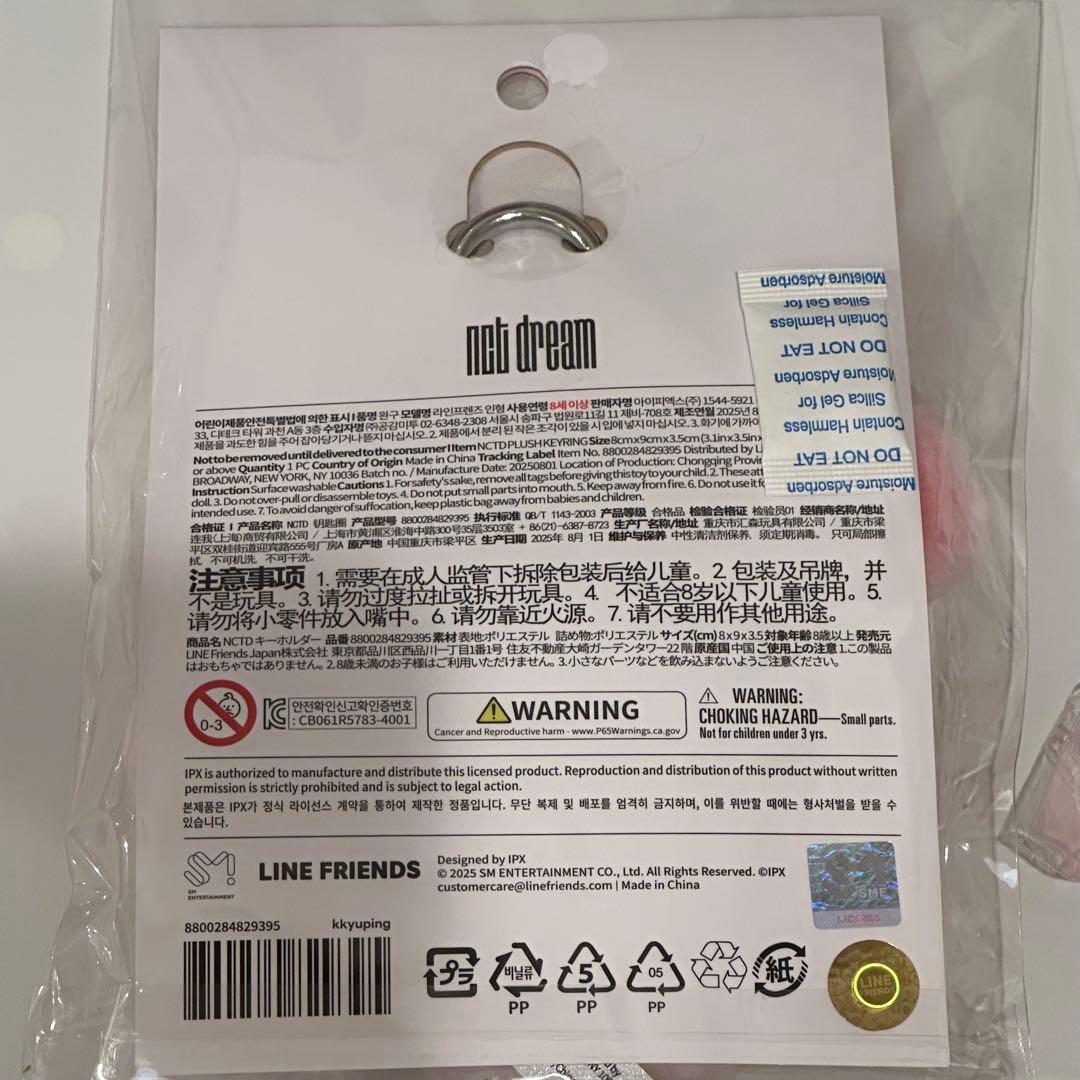 nct dream
Moisture Adsorben
Silica Gel for
Contain Harmless
DO NOT EAT
Moisture Adsorben
Silica Gel for
Contain Harmless
DO NOT EAT
Moisture Adsorben
어린이제품안전특별법에 의한 표시 I 품명 완구 모델명 라인프렌즈 인형 사용연령 8세 이상 판매자명 아이피엑스(주) 1544-5921
33, 디테크 타워 과천 A동 3층 수입자명 ㈜공감미투 02-6348-2308 서울시 송파구 법원로11길 11 제비-708호 제조연월 2025년 8
제품을 과도한 힘을 주어 잡아당기거나 뜯지 마십시오. 2. 제품에서 분리된 작은 조각이 있을 시 입에 넣지 마십시오. 3. 화기에 가까이
Not to be removed until delivered to the consumer I Item NCTD PLUSH KEYRING Size 8cm x 9cm x 3.5cm (3.1in x 3.5in x
or above Quantity 1 PC Country of Origin Made in China Tracking Label Item No. 8800284829395 Distributed by L
BROADWAY, NEW YORK, NY 10036 Batch no. / Manufacture Date: 20250801 Location of Production: Chongqing Provin
Instruction Surface washable Cautions 1. For safety's sake, remove all tags before giving this toy to your child. 2. These att
doll. 3. Do not over-pull or disassemble toys. 4. Do not put small parts into mouth. 5. Keep away from fire. 6. Do not use it fo
intended use. 7. To avoid danger of suffocation, keep plastic bag away from babies and children.
合格证 I 产品名称 NCTD 钥匙圈 产品型号 8800284829395 执行标准 QB/T 1143-2003 产品等级 合格品 检验合格证 检验员01 经销商名称/地址
连我(上海)商贸有限公司 / 上海市黄浦区淮海中路300号35层3503室 + 86(21)-6387-8723 生产厂名称/地址 重庆市汇森玩具有限公司 / 重庆市梁
平区双桂街道迎宾路555号厂房A 原产地 中国重庆市梁平区 生产日期 2025年 8月 1日 维护与保养 中性清洁剂保养. 须定期消毒。 只可局部擦
拭. 不可机洗. 不可干洗.
注意事项 1. 需要在成人监管下拆除包装后给儿童。2. 包装及吊牌，并
不是玩具。3. 请勿过度拉扯或拆开玩具。4. 不适合8岁以下儿童使用。5.
请勿将小零件放入嘴中。6. 请勿靠近火源。7. 请不要用作其他用途。
商品名 NCTD キーホルダー 品番 8800284829395 素材 表地:ポリエステル 詰め物:ポリエステル サイズ(cm) 8 x 9 x 3.5 対象年齢 8歳以上 発売元
LINE Friends Japan株式会社 東京都品川区西品川一丁目1番1号 住友不動産大崎ガーデンタワー22階 原産国 中国 ご使用上の注意 1.この製品
はおもちゃではありません。2.8歳未満のお子様はご利用いただけません。3.小さなパーツなどを飲み込まないようご注意ください。
0-3
안전확인신고확인증번호
: CB061R5783-4001
WARNING
Cancer and Reproductive harm - www.P65Warnings.ca.gov
WARNING:
CHOKING HAZARD—Small parts.
Not for children under 3 yrs.
IPX is authorized to manufacture and distribute this licensed product. Reproduction and distribution of this product without written
permission is strictly prohibited and is subject to legal action.
본제품은 IPX가 정식 라이선스 계약을 통하여 제작한 정품입니다. 무단 복제 및 배포를 엄격히 금지하며, 이를 위반할 때에는 형사처벌을 받을 수
있습니다.
SM
ENTERTAINMENT
LINE FRIENDS
Designed by IPX
© 2025 SM ENTERTAINMENT CO., Ltd. All Rights Reserved. ©IPX
customercare@linefriends.com | Made in China
SME
8800284829395 kkyuping
プラ
비닐류
PP
5
PP
05
PP
紙
LINE
FRIENDS